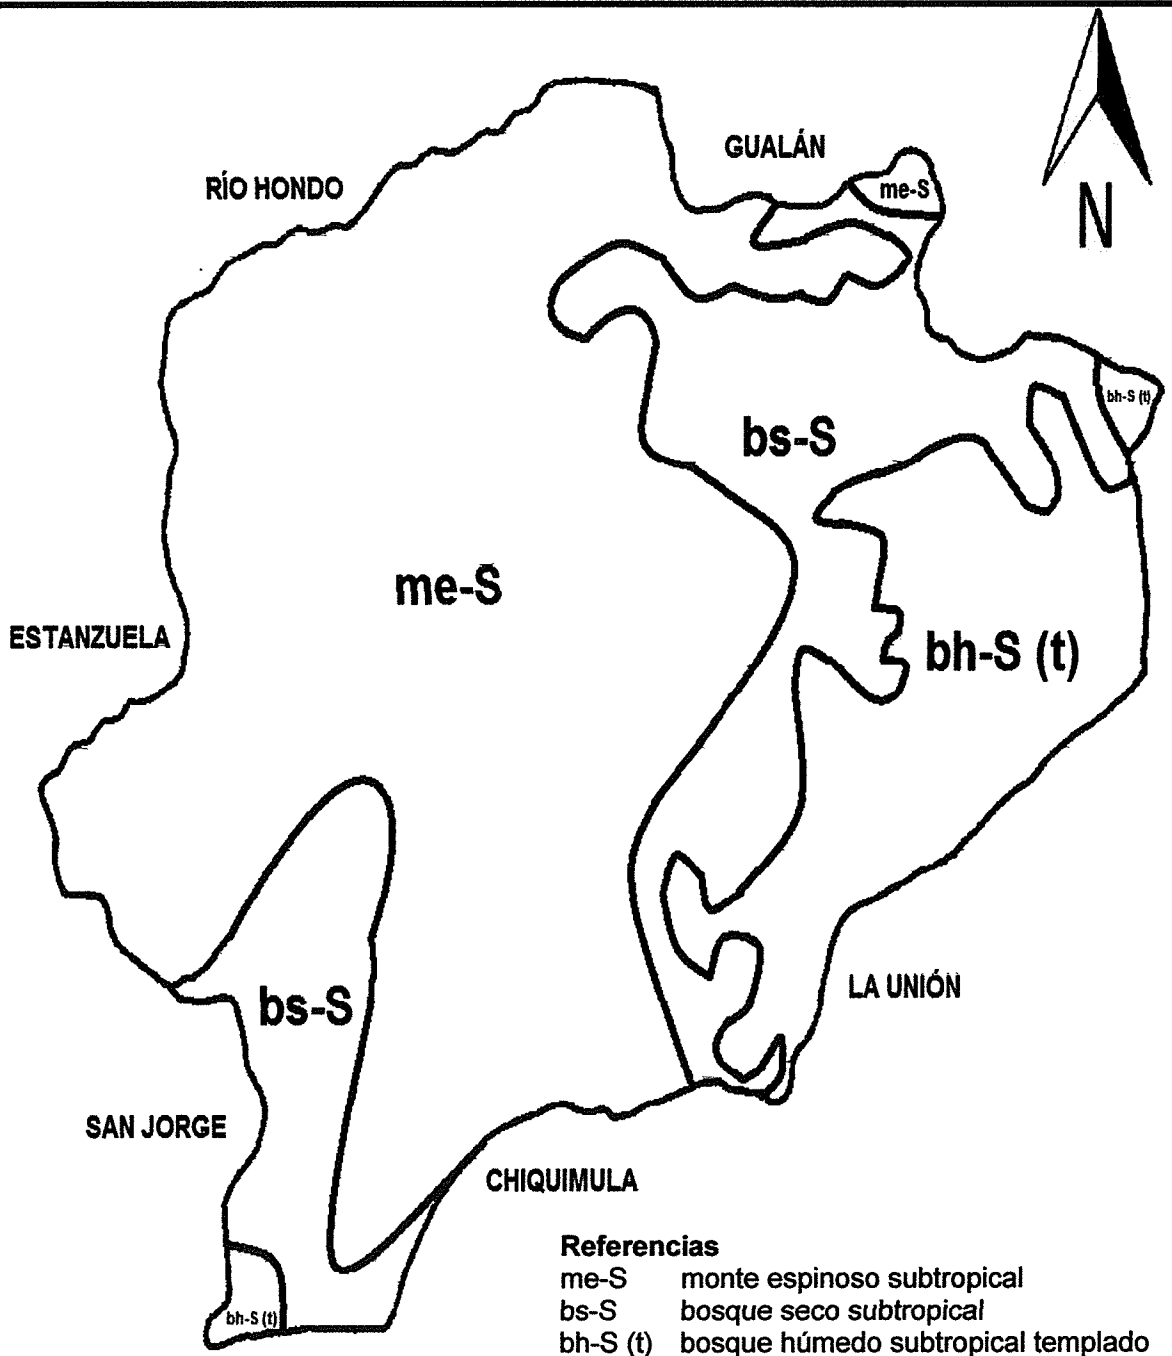 GUALÁN
RÍO HONDO
me-S
N
bh-S (t)
bs-S
me-S
ESTANZUELA
bh-S (t)
LA UNIÓN
bs-S
SAN JORGE
CHIQUIMULA
Referencias
me-S monte espinoso subtropical
bs-S bosque seco subtropical
bh-S (t)
bh-S (t) bosque húmedo subtropical templado